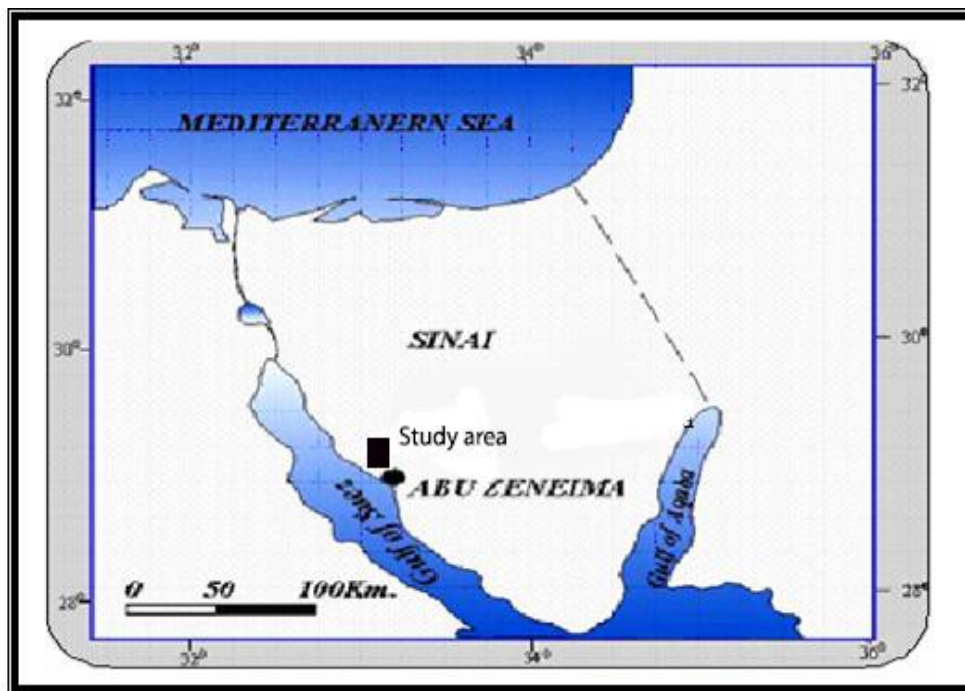 32° 34° 36°
32° 32°
MEDITERRANERN SEA
SINAI
30° 30°
Study area
ABU ZENEIMA
Gulf of Suez
Gulf of Aqaba
0 50 100Km.
28° 28°
32° 34° 36°